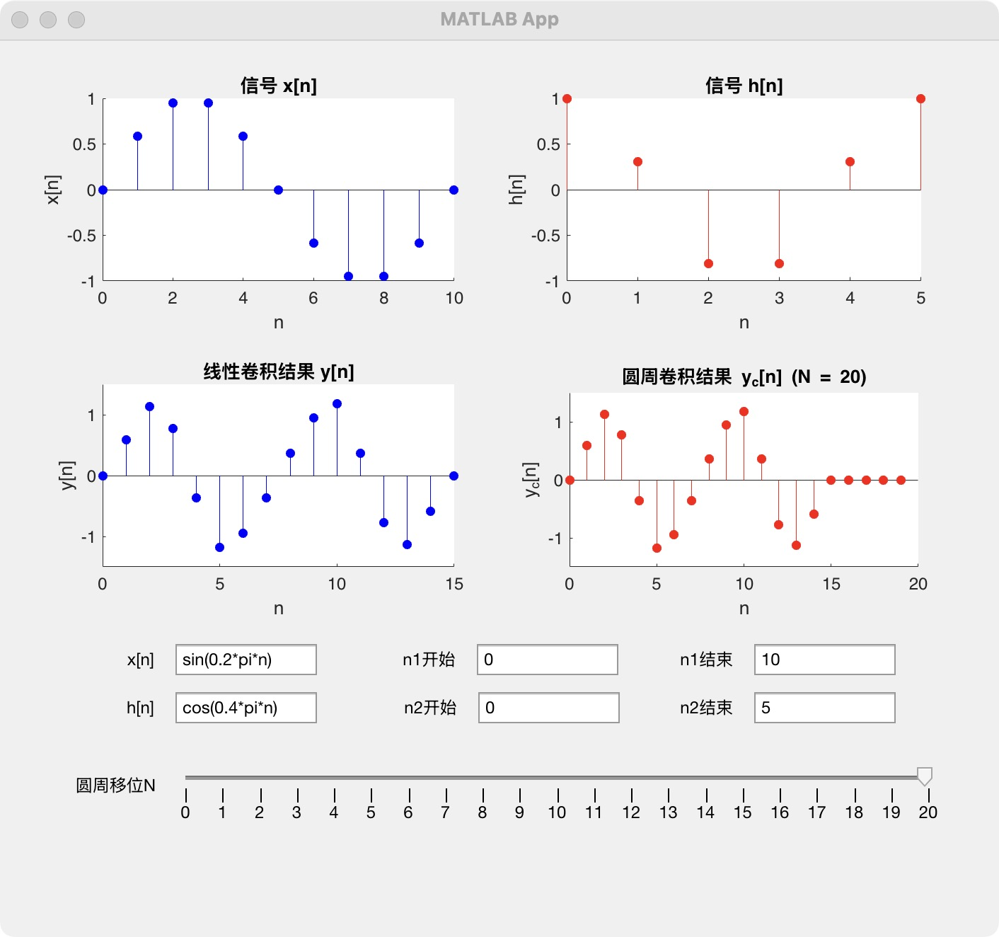 MATLAB App
信号 x[n]
1
0.5
0
-0.5
-1
x[n]
0 2 4 6 8 10
n
信号 h[n]
1
0.5
0
-0.5
-1
h[n]
0 1 2 3 4 5
n
线性卷积结果 y[n]
1
0
-1
y[n]
0 5 10 15
n
圆周卷积结果 y_c[n] (N = 20)
1
0
-1
y_c[n]
0 5 10 15 20
n
x[n] sin(0.2*pi*n) n1开始 0 n1结束 10
h[n] cos(0.4*pi*n) n2开始 0 n2结束 5
圆周移位N
0 1 2 3 4 5 6 7 8 9 10 11 12 13 14 15 16 17 18 19 20